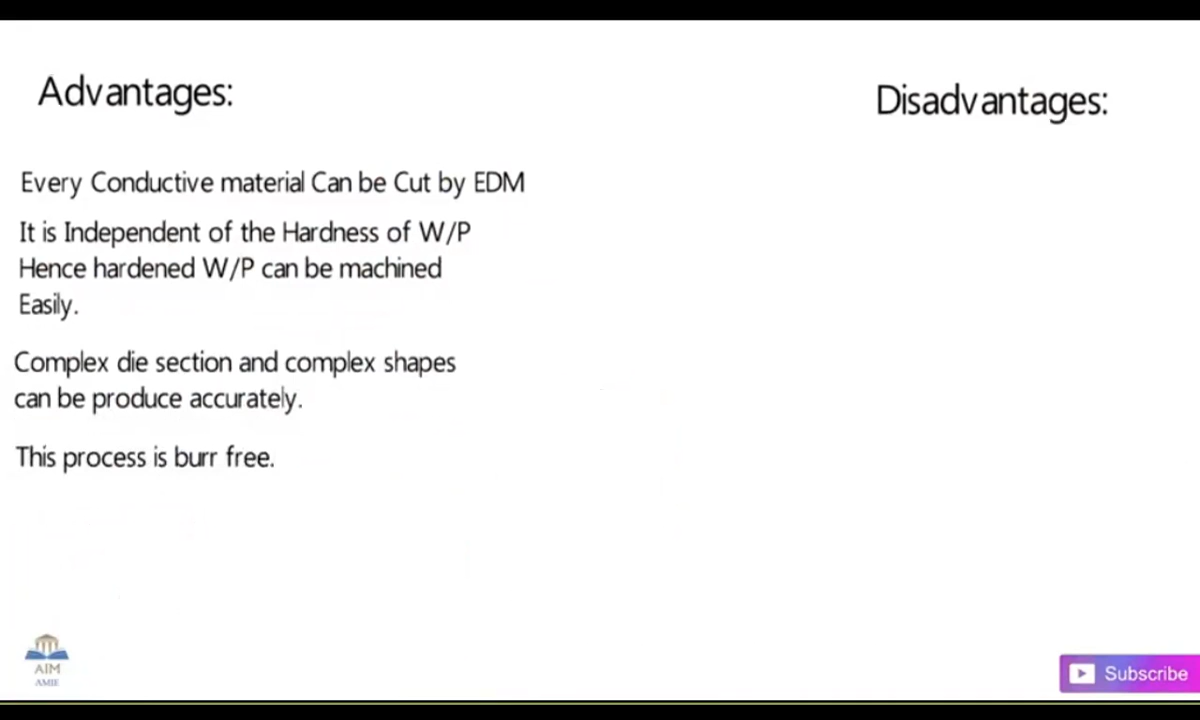 Advantages:
Disadvantages:
Every Conductive material Can be Cut by EDM
It is Independent of the Hardness of W/P
Hence hardened W/P can be machined
Easily.
Complex die section and complex shapes
can be produce accurately.
This process is burr free.
AIM
AMIE
Subscribe